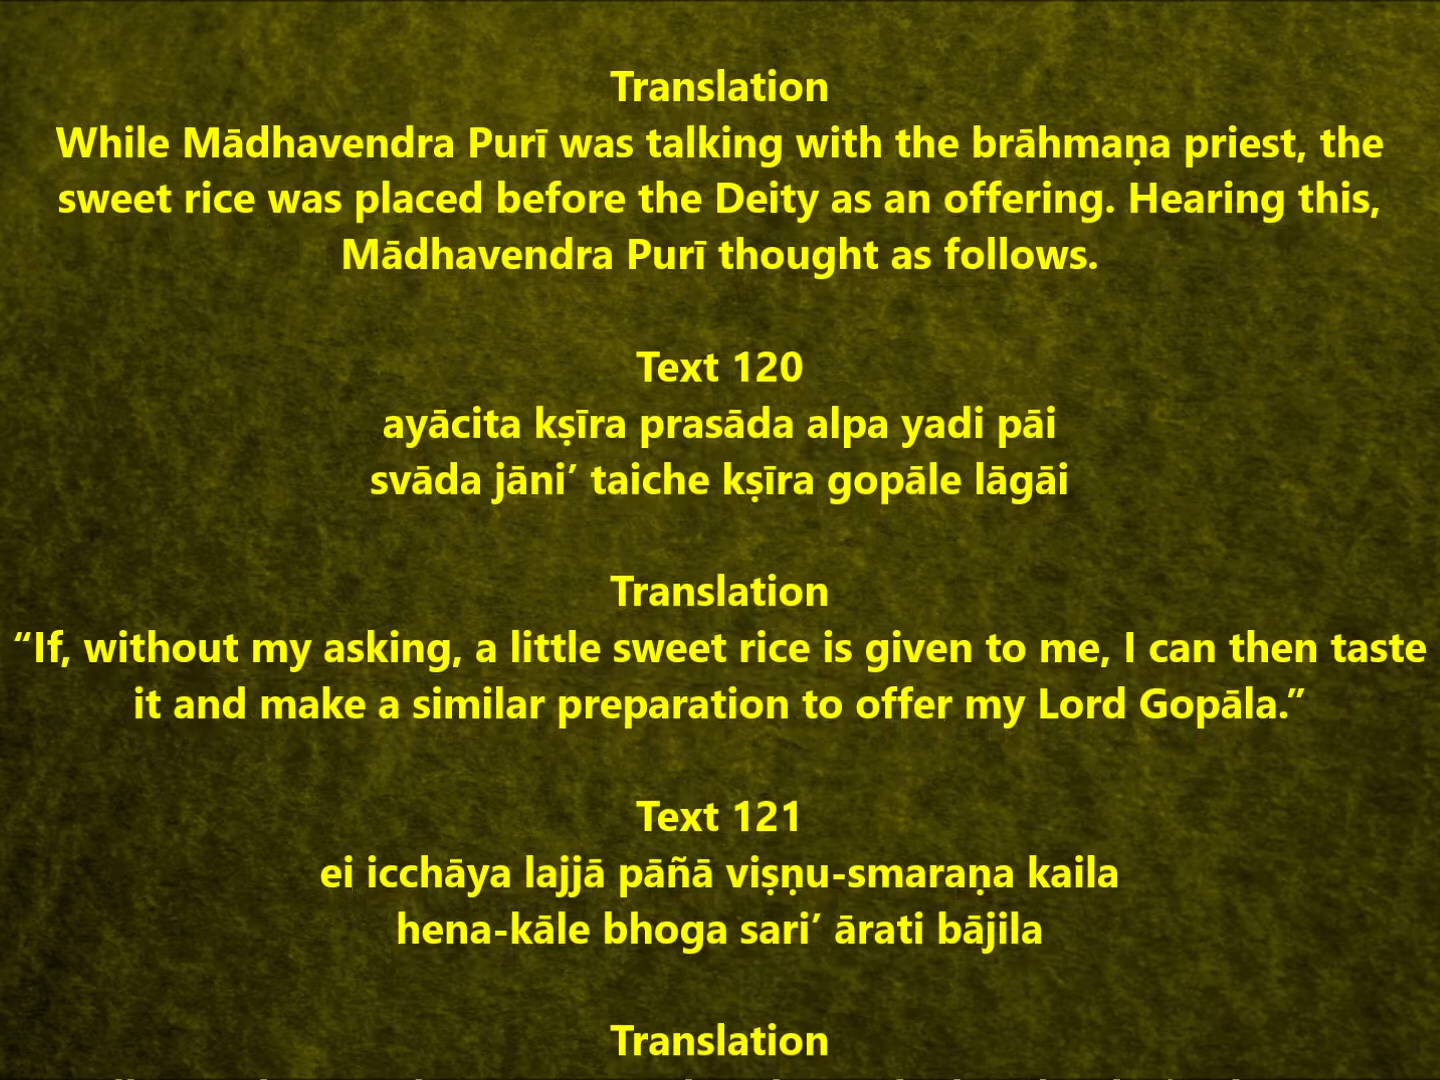 Translation
While Mādhavendra Purī was talking with the brāhmaṇa priest, the
sweet rice was placed before the Deity as an offering. Hearing this,
Mādhavendra Purī thought as follows.
Text 120
ayācita kṣīra prasāda alpa yadi pāi
svāda jāni’ taiche kṣīra gopāle lāgāi
Translation
“If, without my asking, a little sweet rice is given to me, I can then taste
it and make a similar preparation to offer my Lord Gopāla.”
Text 121
ei icchāya lajjā pāñā viṣṇu-smaraṇa kaila
hena-kāle bhoga sari’ ārati bājila
Translation